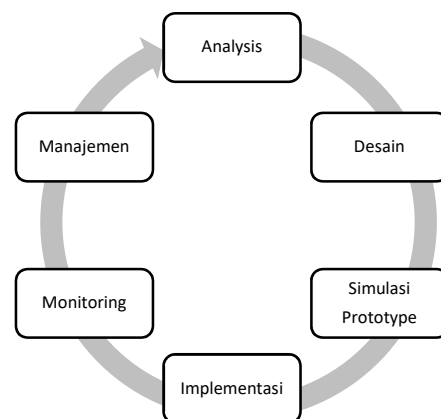 Analysis
Desain
Simulasi
Prototype
Implementasi
Monitoring
Manajemen